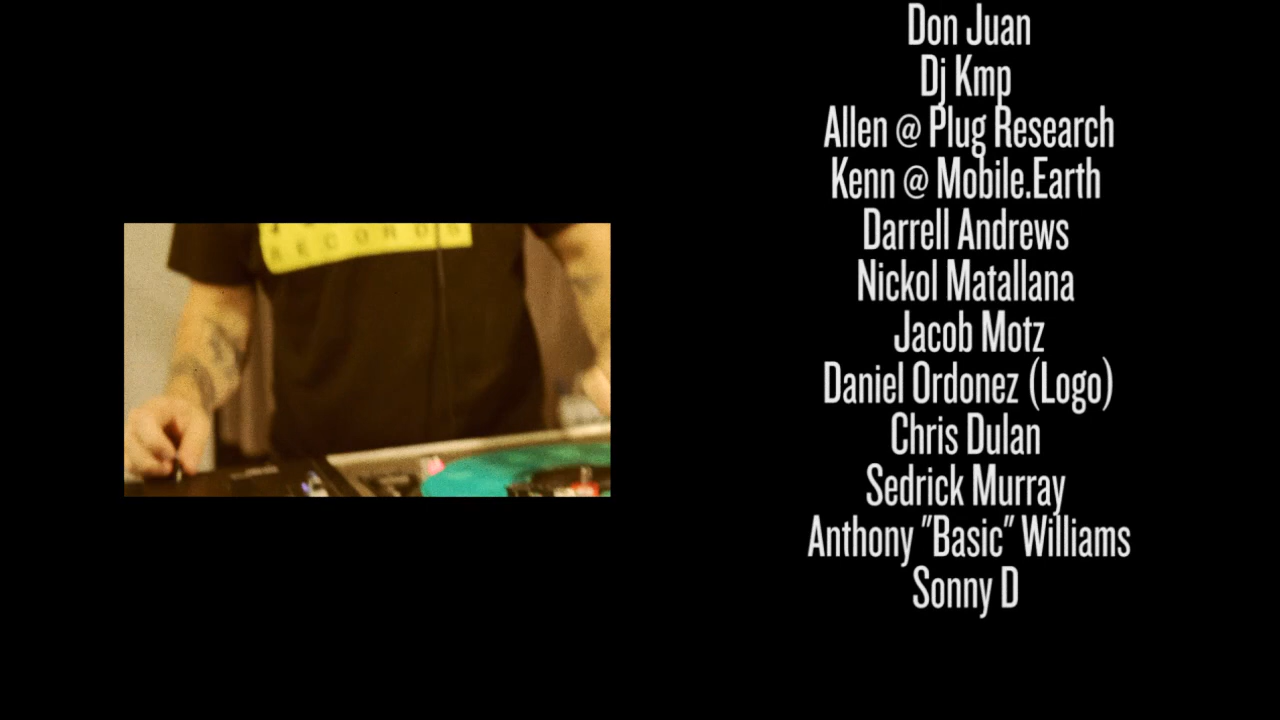 RECORDS
Don Juan
Dj Kmp
Allen @ Plug Research
Kenn @ Mobile.Earth
Darrell Andrews
Nickol Matallana
Jacob Motz
Daniel Ordonez (Logo)
Chris Dulan
Sedrick Murray
Anthony "Basic" Williams
Sonny D